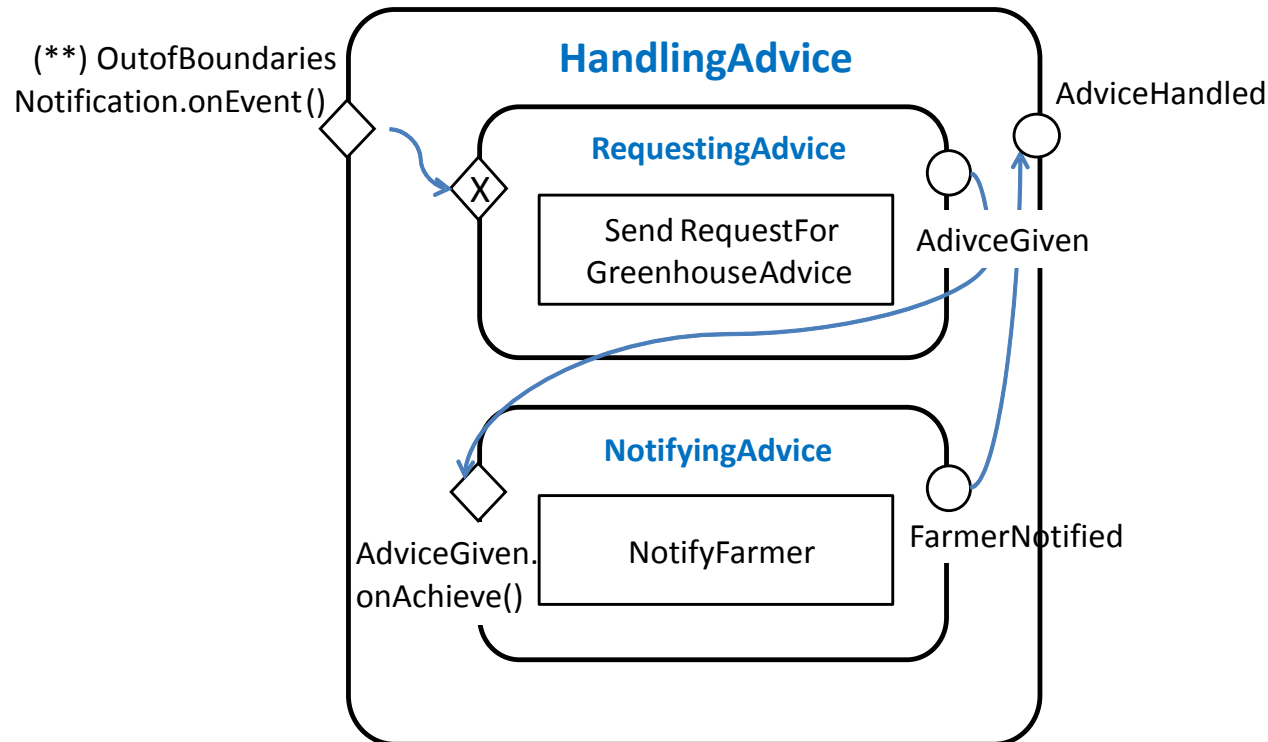 (**) OutofBoundaries
Notification.onEvent()
HandlingAdvice
AdviceHandled
RequestingAdvice
X
Send RequestFor
GreenhouseAdvice
AdivceGiven
NotifyingAdvice
AdviceGiven.
onAchieve()
NotifyFarmer
FarmerNotified